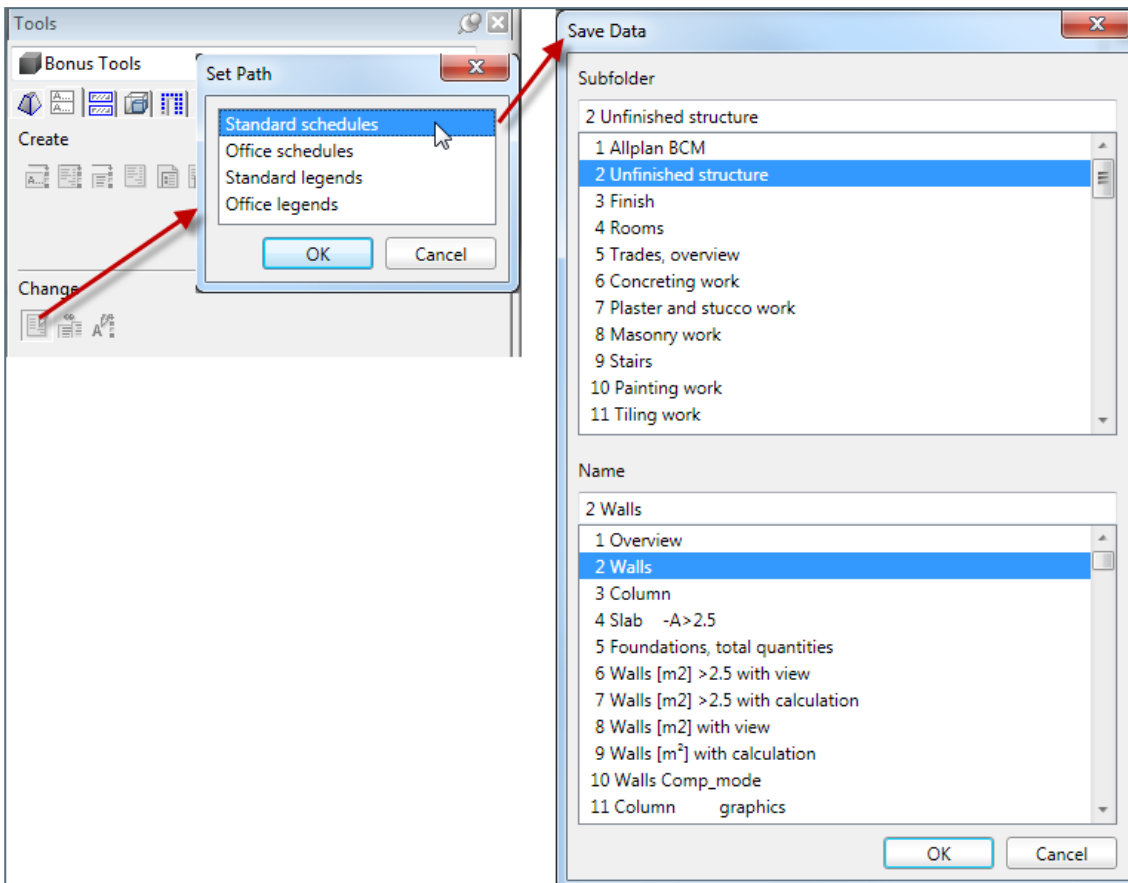 Tools
Bonus Tools
Create
Change
Set Path
Standard schedules
Office schedules
Standard legends
Office legends
OK
Cancel
Save Data
Subfolder
2 Unfinished structure
1 Allplan BCM
2 Unfinished structure
3 Finish
4 Rooms
5 Trades, overview
6 Concreting work
7 Plaster and stucco work
8 Masonry work
9 Stairs
10 Painting work
11 Tiling work
Name
2 Walls
1 Overview
2 Walls
3 Column
4 Slab -A>2.5
5 Foundations, total quantities
6 Walls [m2] >2.5 with view
7 Walls [m2] >2.5 with calculation
8 Walls [m2] with view
9 Walls [m²] with calculation
10 Walls Comp_mode
11 Column graphics
OK
Cancel